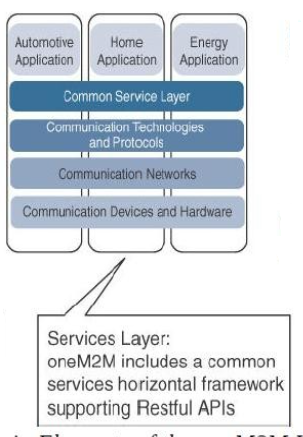 Automotive Application
Home Application
Energy Application
Common Service Layer
Communication Technologies
and Protocols
Communication Networks
Communication Devices and Hardware
Services Layer:
oneM2M includes a common
services horizontal framework
supporting Restful APIs